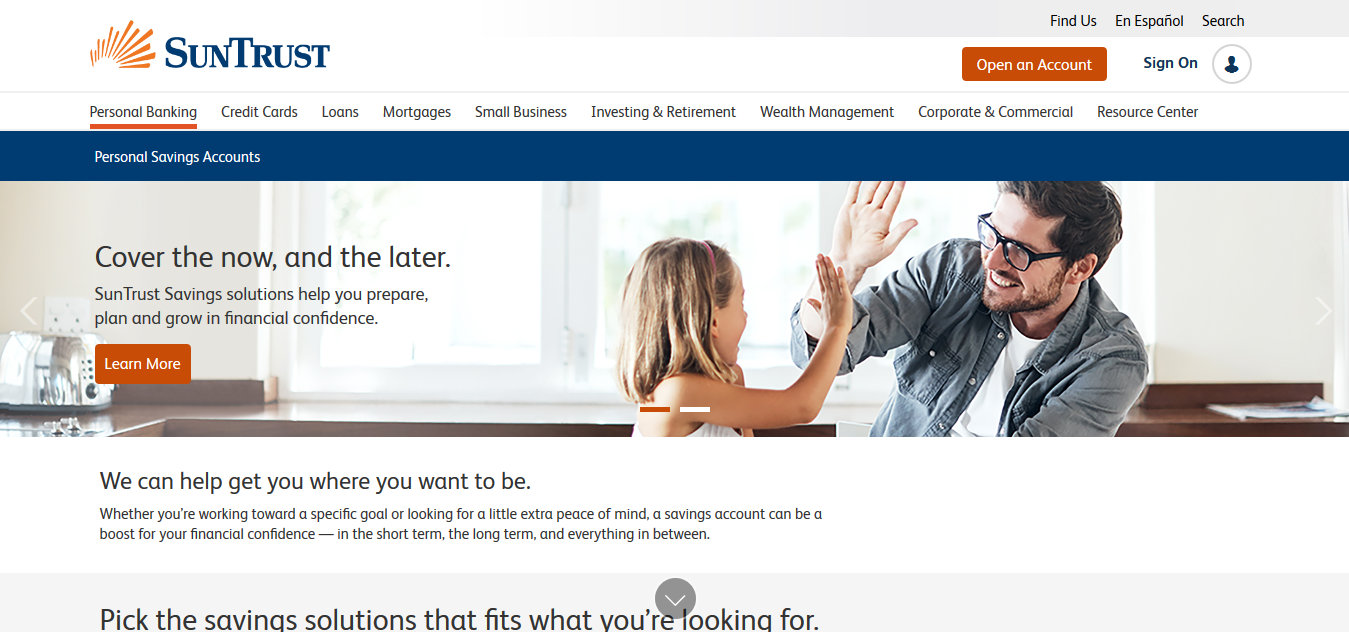 Find Us En Español Search
SUNTRUST
Open an Account Sign On
Personal Banking Credit Cards Loans Mortgages Small Business Investing & Retirement Wealth Management Corporate & Commercial Resource Center
Personal Savings Accounts
Cover the now, and the later.
SunTrust Savings solutions help you prepare,
plan and grow in financial confidence.
Learn More
We can help get you where you want to be.
Whether you're working toward a specific goal or looking for a little extra peace of mind, a savings account can be a
boost for your financial confidence — in the short term, the long term, and everything in between.
Pick the savings solutions that fits what you're looking for.